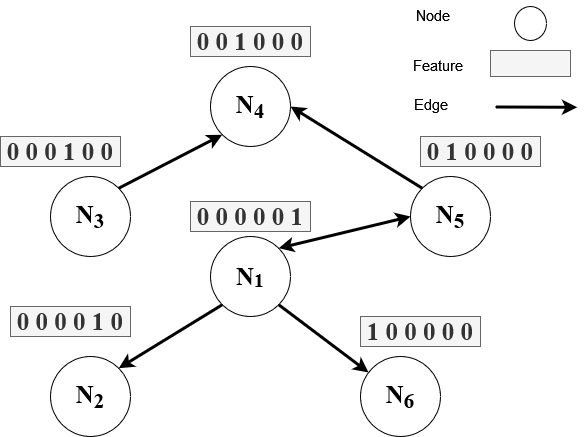 Node
0 0 1 0 0 0
Feature
N4
Edge
0 0 0 1 0 0
0 1 0 0 0 0
N3
0 0 0 0 0 1
N5
N1
0 0 0 0 1 0
1 0 0 0 0 0
N2
N6